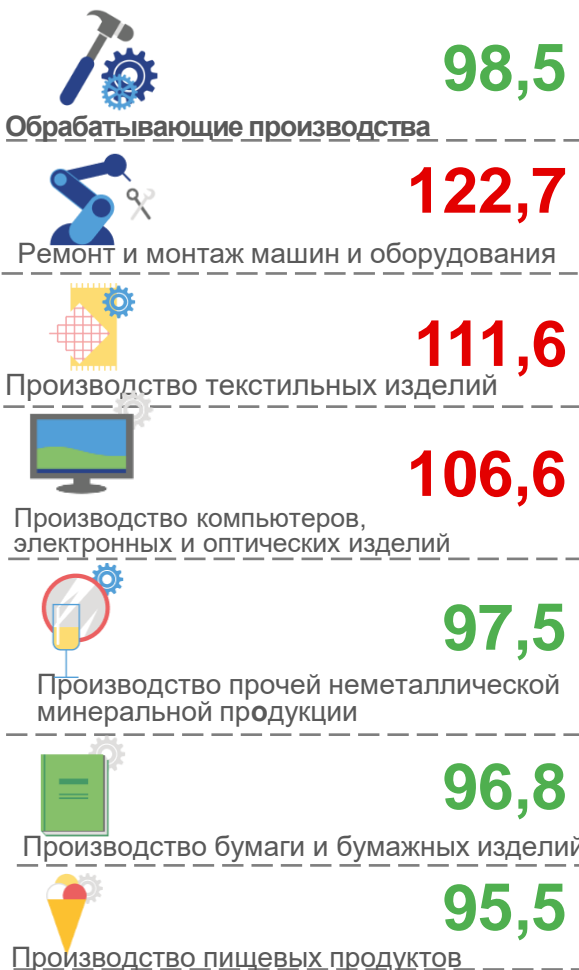 98,5
Обрабатывающие производства
122,7
Ремонт и монтаж машин и оборудования
111,6
Производство текстильных изделий
106,6
Производство компьютеров,
электронных и оптических изделий
97,5
Производство прочей неметаллической
минеральной продукции
96,8
Производство бумаги и бумажных изделий
95,5
Производство пищевых продуктов